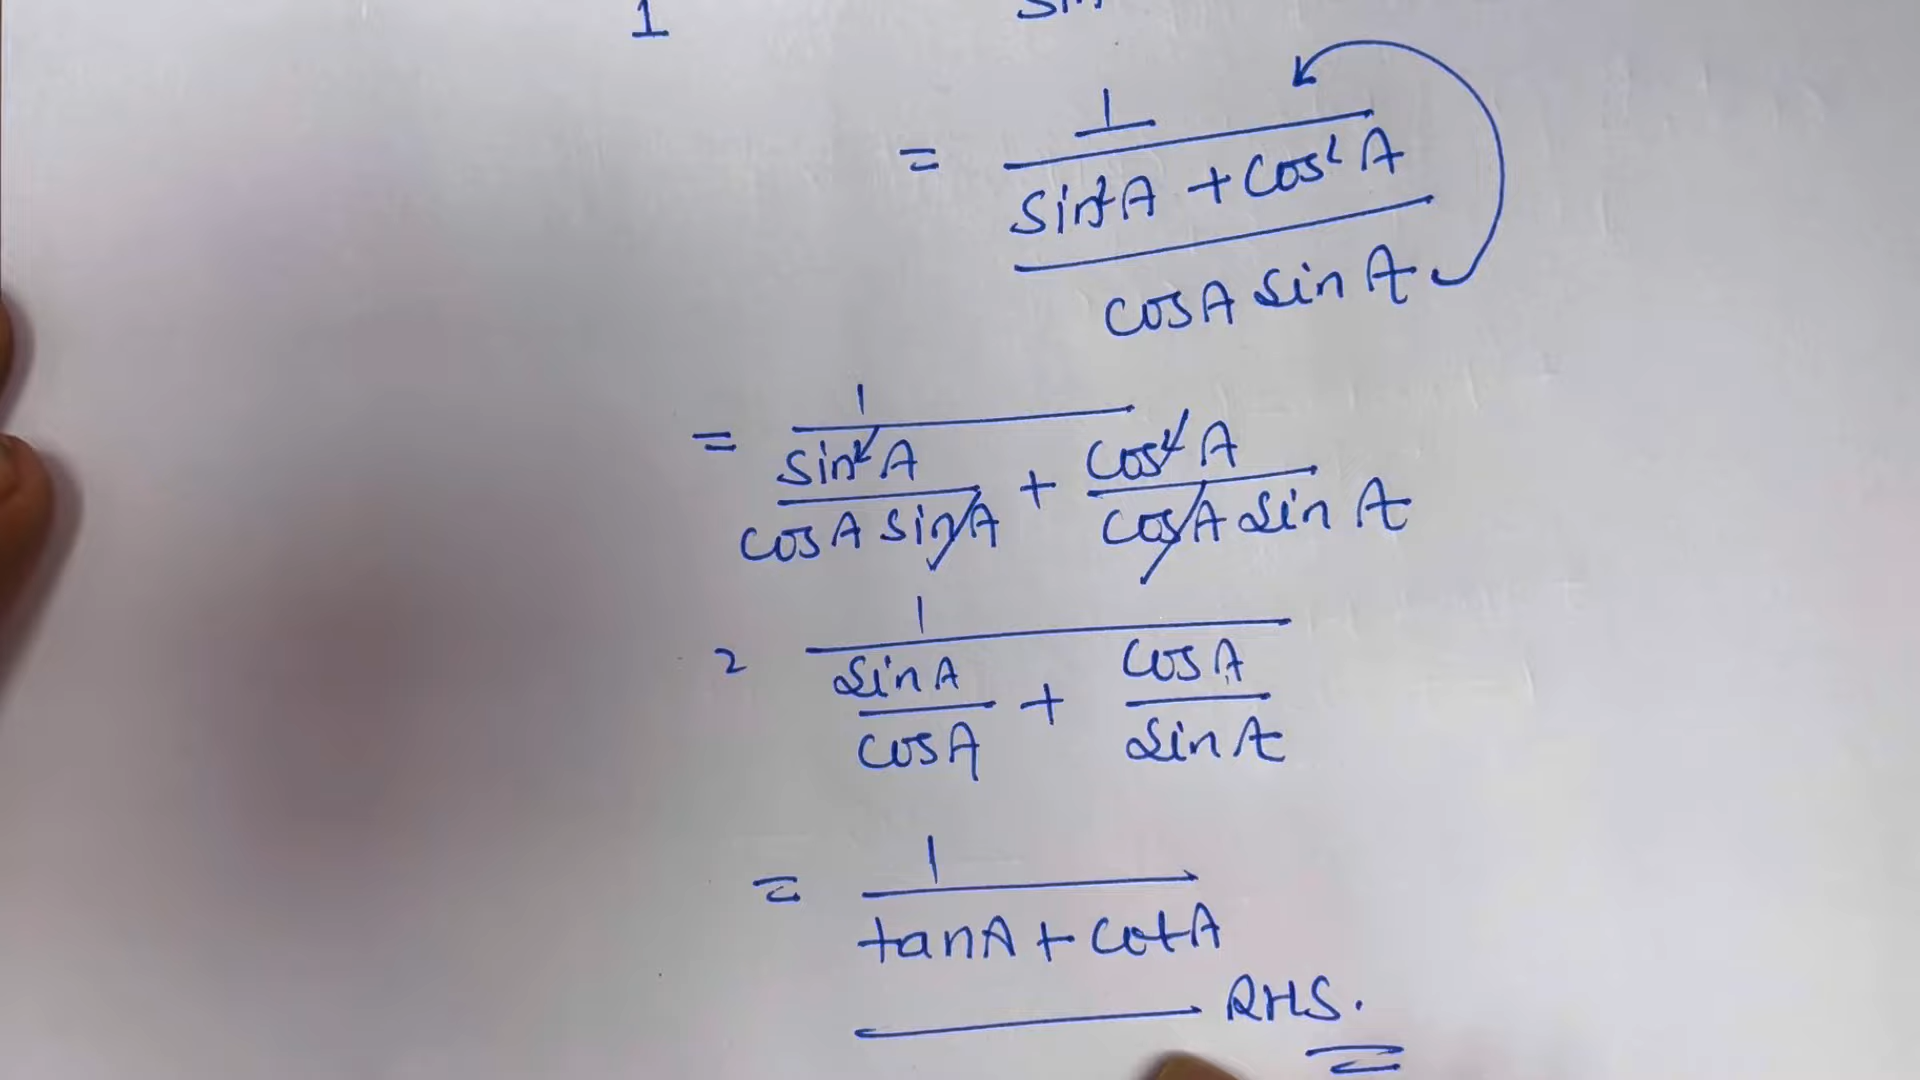 1
= 1 / ((sin²A + cos²A) / (cosA sinA))
= 1 / (sin²A / (cosA sinA) + cos²A / (cosA sinA))
= 1 / (sinA / cosA + cosA / sinA)
= 1 / (tanA + cotA)
RHS.